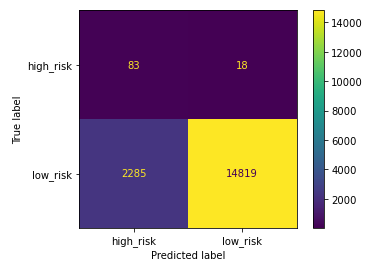 high_risk 83 18
low_risk 2285 14819
high_risk low_risk
Predicted label
True label
14000
12000
10000
8000
6000
4000
2000